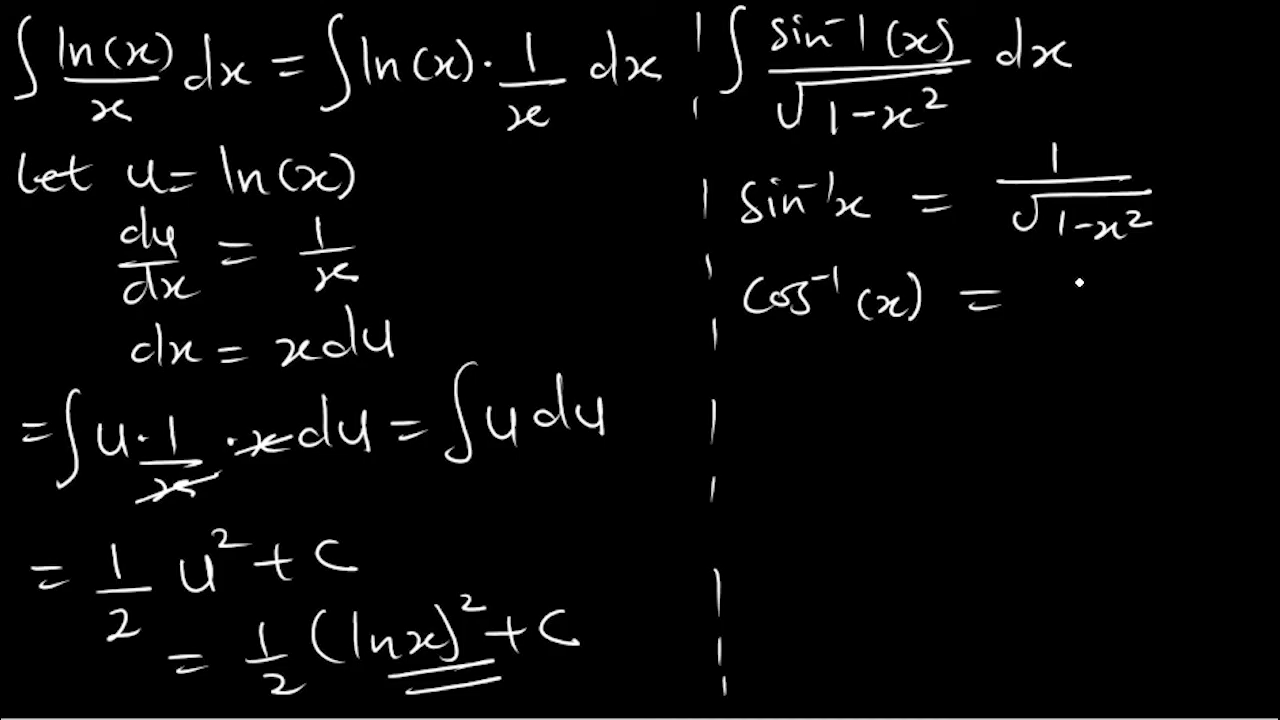 ∫ ln(x)/x dx = ∫ ln(x) · 1/x dx
Let u = ln(x)
du/dx = 1/x
dx = x du
= ∫ u · 1/x · x du = ∫ u du
= 1/2 u² + C
= 1/2 (ln x)² + C
∫ sin⁻¹(x)/√(1-x²) dx
sin⁻¹x = 1/√(1-x²)
cos⁻¹(x) =